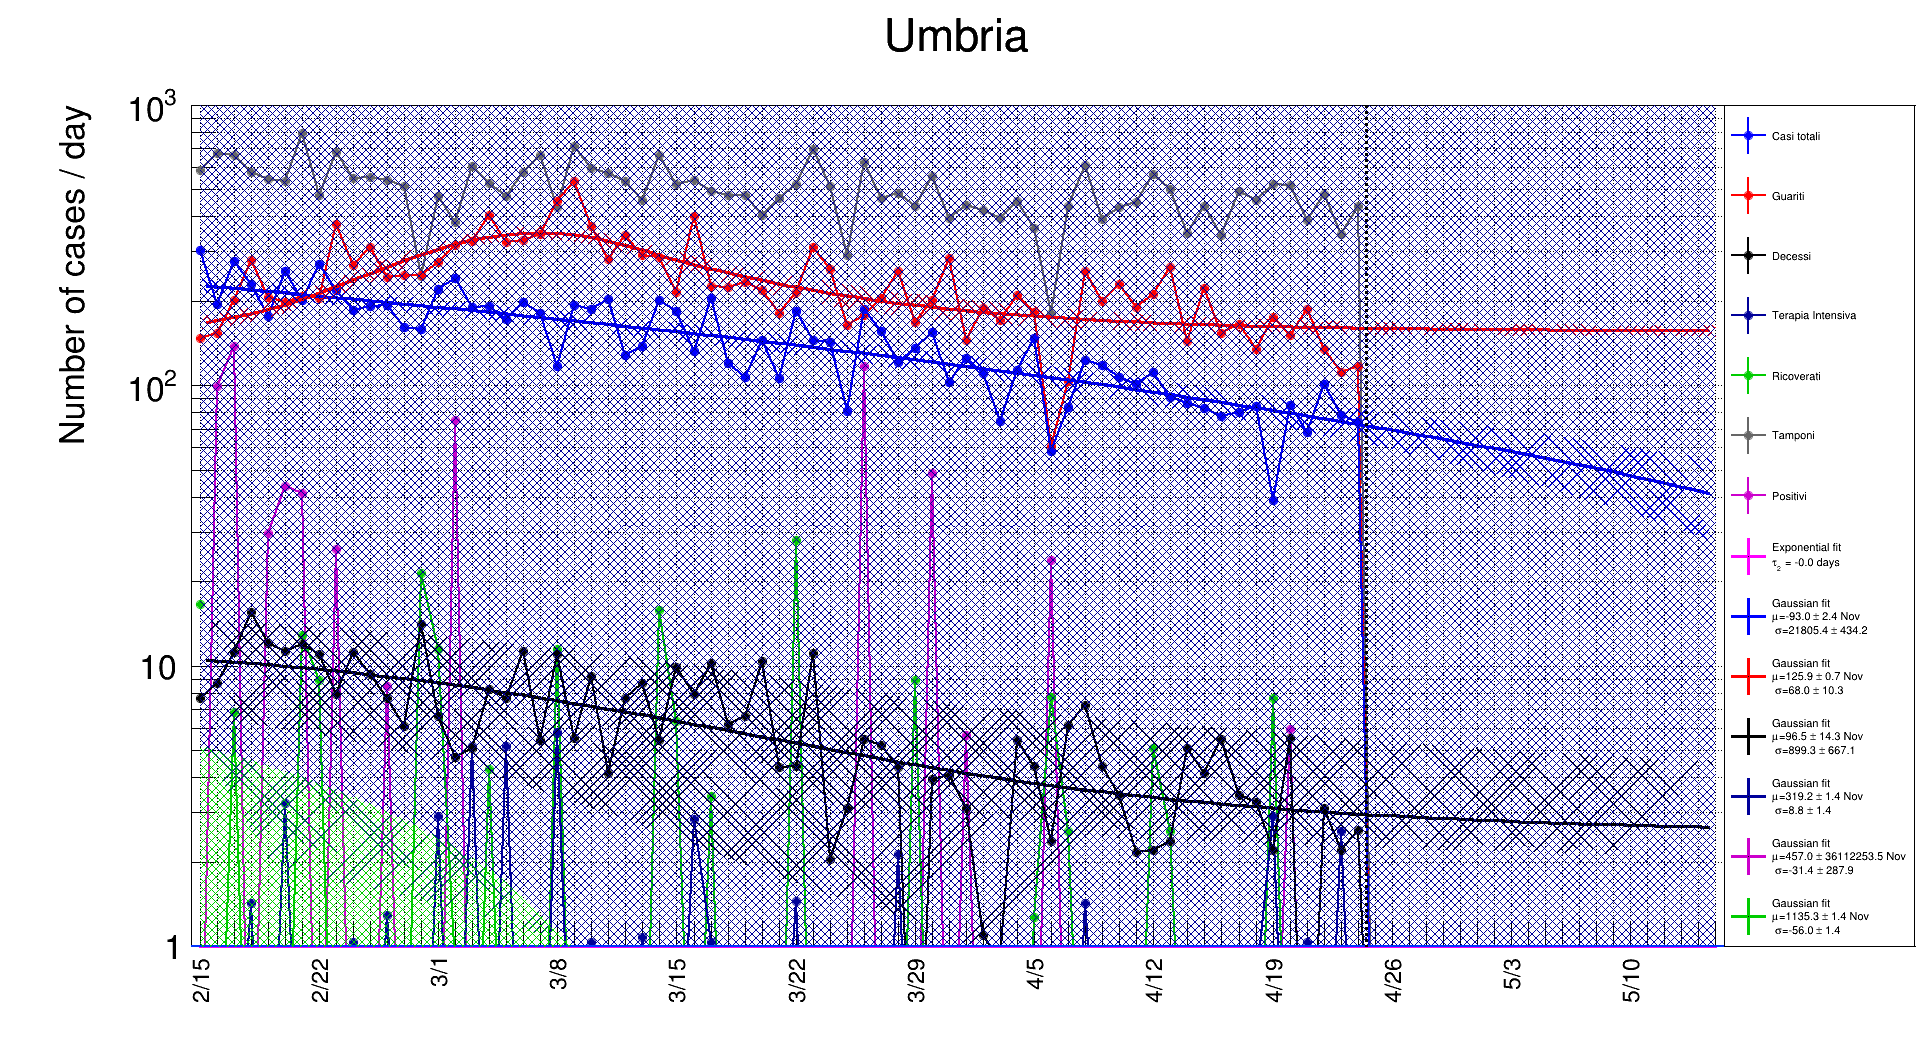 Umbria
Number of cases / day
10³
10²
10
1
2/15
2/22
3/1
3/8
3/15
3/22
3/29
4/5
4/12
4/19
4/26
5/3
5/10
Casi totali
Guariti
Decessi
Terapia Intensiva
Ricoverati
Tamponi
Positivi
Exponential fit
τ₂ = -0.0 days
Gaussian fit
μ=-93.0 ± 2.4 Nov
σ=21805.4 ± 434.2
Gaussian fit
μ=125.9 ± 0.7 Nov
σ=68.0 ± 10.3
Gaussian fit
μ=96.5 ± 14.3 Nov
σ=899.3 ± 667.1
Gaussian fit
μ=319.2 ± 1.4 Nov
σ=8.8 ± 1.4
Gaussian fit
μ=457.0 ± 36112253.5 Nov
σ=-31.4 ± 287.9
Gaussian fit
μ=1135.3 ± 1.4 Nov
σ=-56.0 ± 1.4